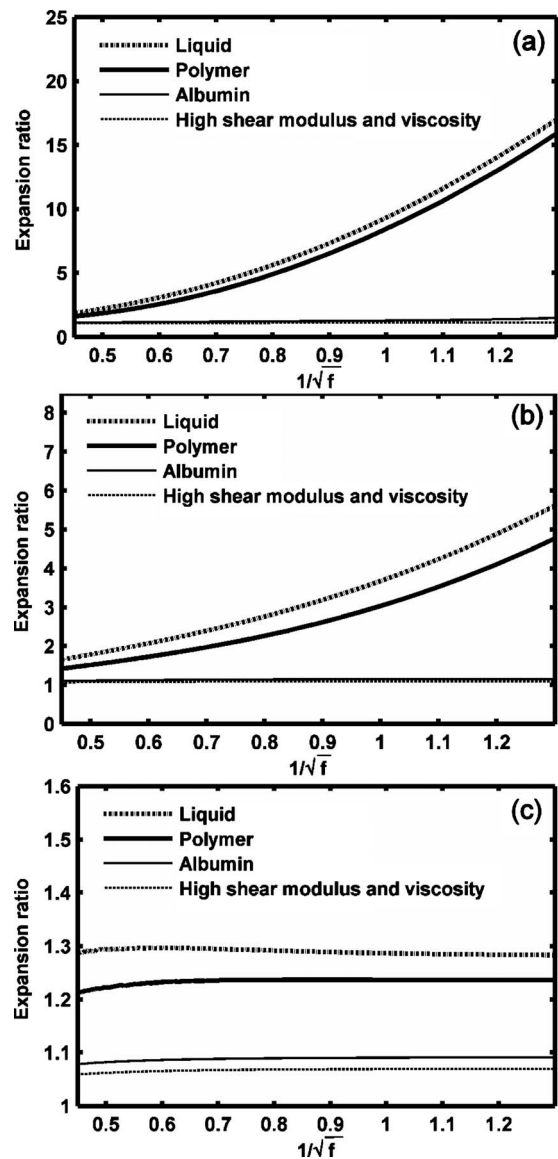 (a)
Liquid
Polymer
Albumin
High shear modulus and viscosity
Expansion ratio
25
20
15
10
5
0
0.5 0.6 0.7 0.8 0.9 1 1.1 1.2
1/√f
(b)
Liquid
Polymer
Albumin
High shear modulus and viscosity
Expansion ratio
8
7
6
5
4
3
2
1
0
0.5 0.6 0.7 0.8 0.9 1 1.1 1.2
1/√f
(c)
Liquid
Polymer
Albumin
High shear modulus and viscosity
Expansion ratio
1.6
1.5
1.4
1.3
1.2
1.1
1
0.5 0.6 0.7 0.8 0.9 1 1.1 1.2
1/√f